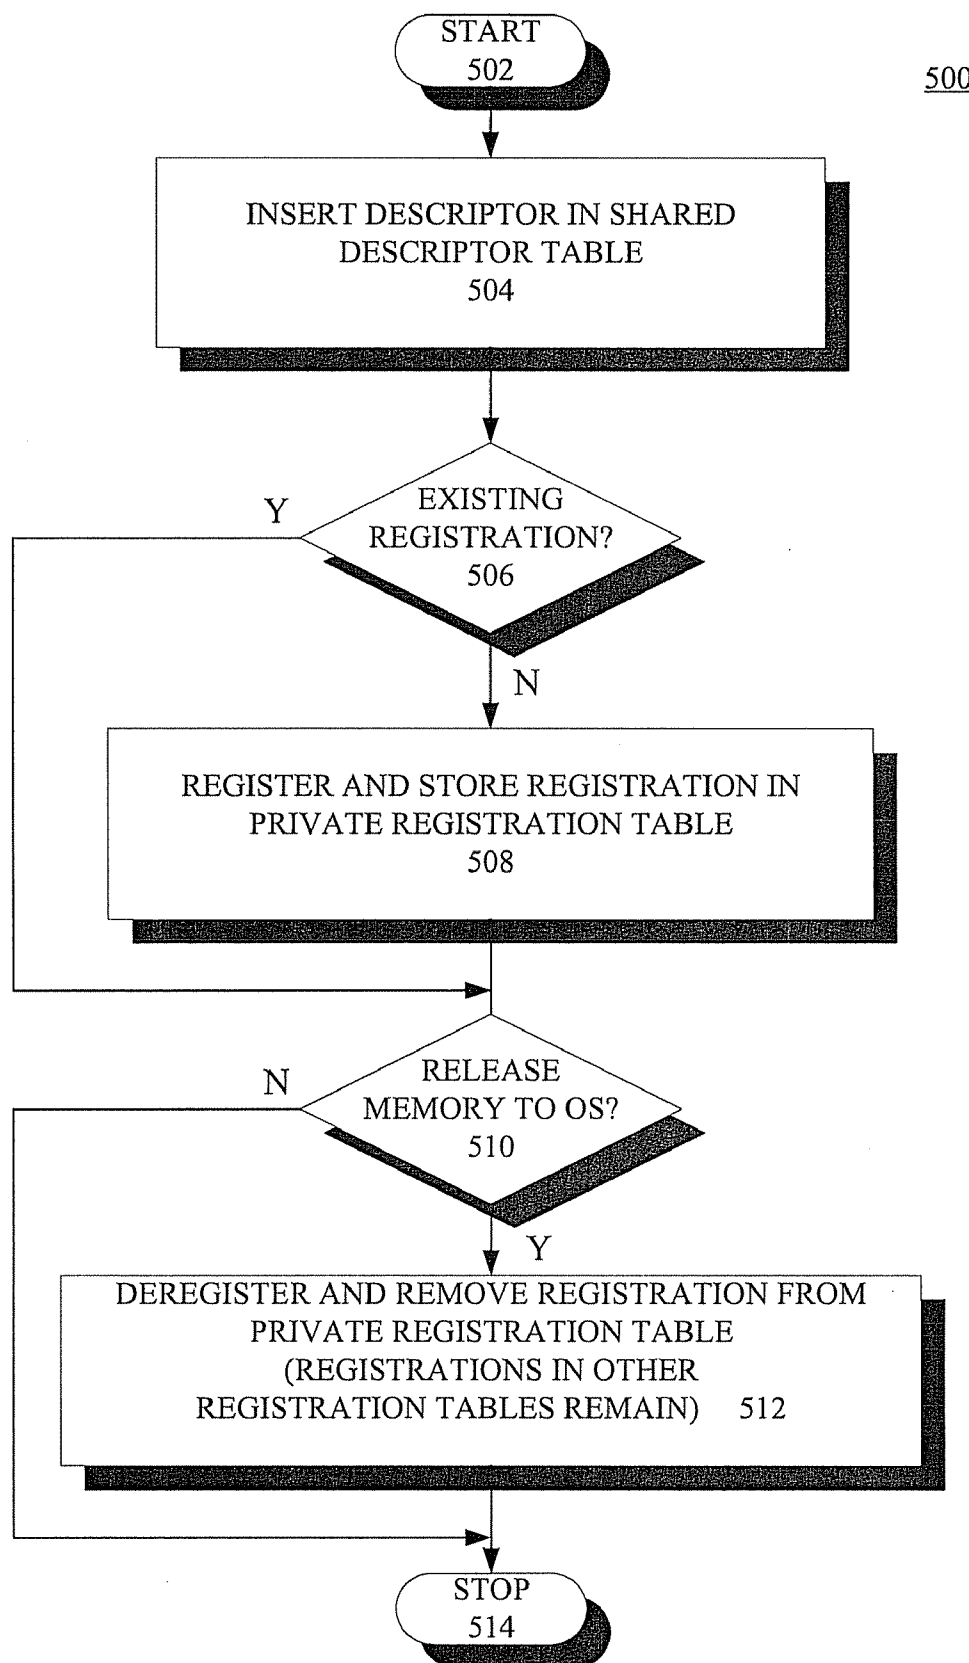 START
502
500
INSERT DESCRIPTOR IN SHARED
DESCRIPTOR TABLE
504
EXISTING
REGISTRATION?
506
Y
N
REGISTER AND STORE REGISTRATION IN
PRIVATE REGISTRATION TABLE
508
RELEASE
MEMORY TO OS?
510
N
Y
DEREGISTER AND REMOVE REGISTRATION FROM
PRIVATE REGISTRATION TABLE
(REGISTRATIONS IN OTHER
REGISTRATION TABLES REMAIN) 512
STOP
514